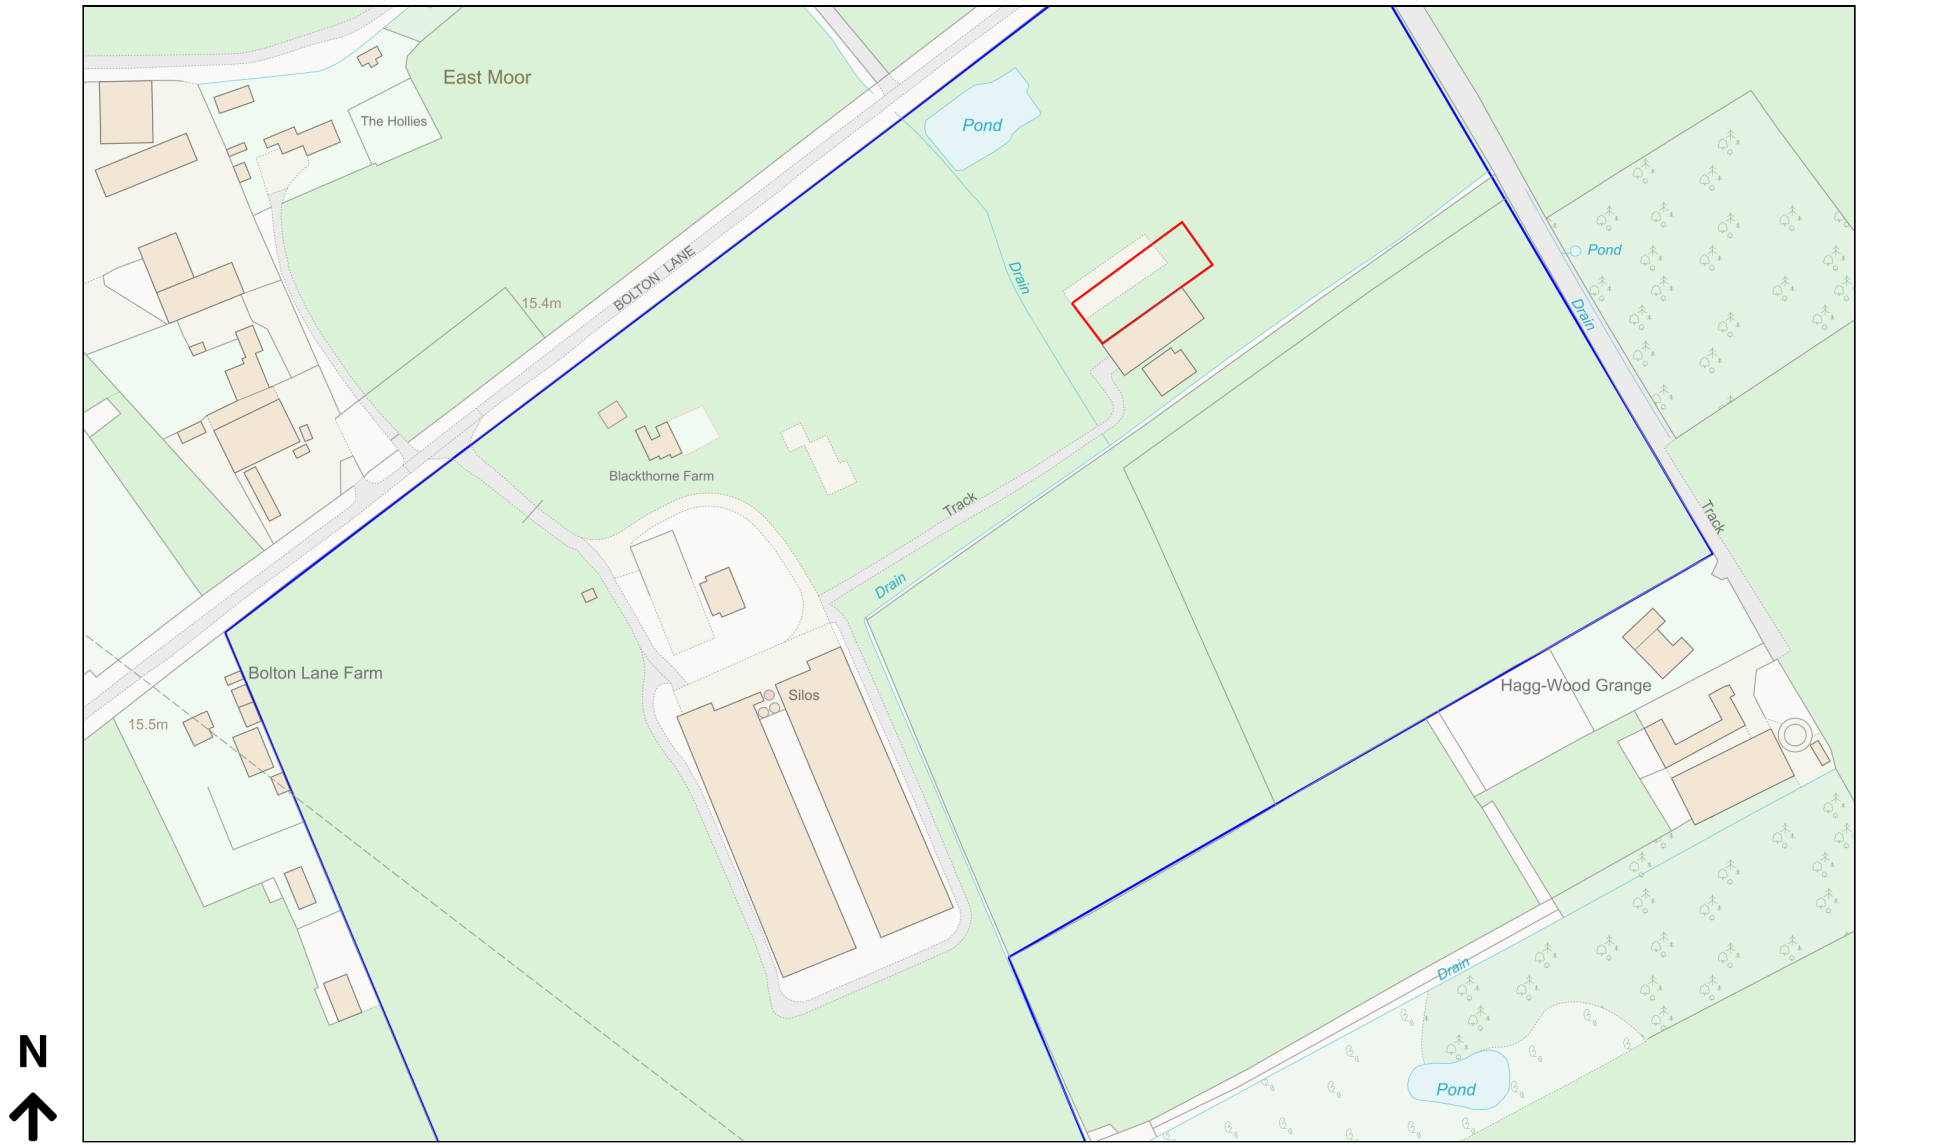 East Moor
The Hollies
Pond
BOLTON LANE
15.4m
Drain
Pond
Drain
Blackthorne Farm
Track
Track
Drain
Bolton Lane Farm
15.5m
Silos
Hagg-Wood Grange
Drain
Pond
N